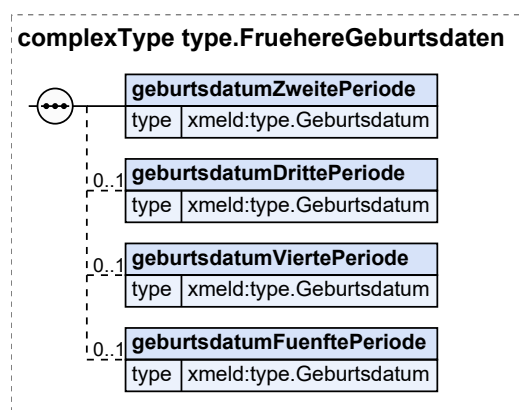 complexType type.FruehereGeburtsdaten
geburtsdatumZweitePeriode
type xmeld:type.Geburtsdatum
0..1 geburtsdatumDrittePeriode
type xmeld:type.Geburtsdatum
0..1 geburtsdatumViertePeriode
type xmeld:type.Geburtsdatum
0..1 geburtsdatumFuenftePeriode
type xmeld:type.Geburtsdatum